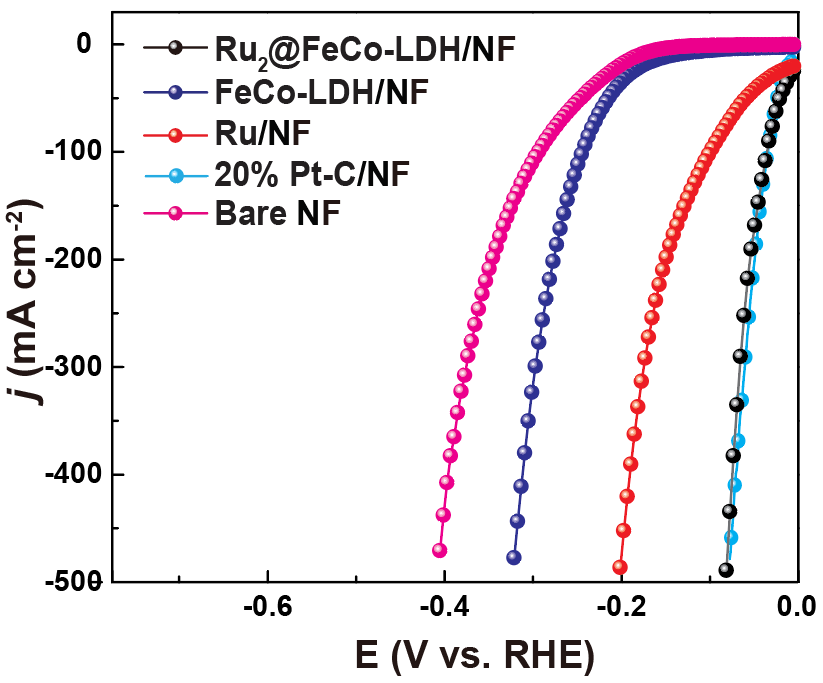 0
-100
-200
-300
-400
-500
-0.6
-0.4
-0.2
0.0
j (mA cm⁻²)
E (V vs. RHE)
Ru₂@FeCo-LDH/NF
FeCo-LDH/NF
Ru/NF
20% Pt-C/NF
Bare NF